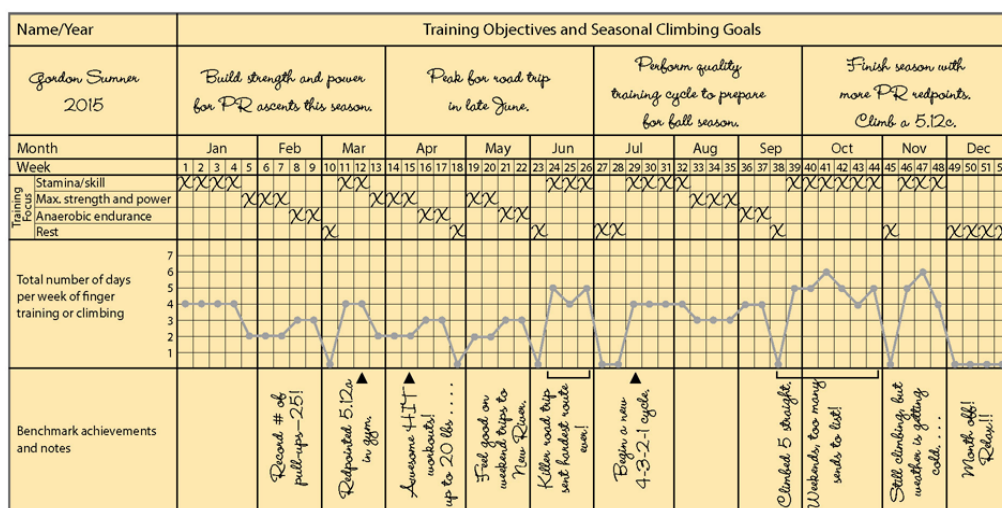 Name/Year
Training Objectives and Seasonal Climbing Goals
Gordon Sumner
2015
Build strength and power
for PR ascents this season.
Peak for road trip
in late June.
Perform quality
training cycle to prepare
for fall season.
Finish season with
more PR redpoints.
Climb a 5.12c.
Month Jan Feb Mar Apr May Jun Jul Aug Sep Oct Nov Dec
Week 1 2 3 4 5 6 7 8 9 10 11 12 13 14 15 16 17 18 19 20 21 22 23 24 25 26 27 28 29 30 31 32 33 34 35 36 37 38 39 40 41 42 43 44 45 46 47 48 49 50 51
Training
Focus
Stamina/skill X X X X X X X X X X X X X X X X X X X X X X
Max. strength and power X X X X X X X X X X X
Anaerobic endurance X X X X X X X X
Rest X X X X X X X X X X X
Total number of days
per week of finger
training or climbing
7
6
5
4
3
2
1
Benchmark achievements
and notes
Record # of
pull-ups—25!
Redpointed 5.12a
in gym.
Awesome HIT
workouts!
up to 20 lbs.....
Feel good on
weekend trips to
New River.
Killer road trip
sent hardest route
ever!
Begin a new
4-3-2-1 cycle.
Climbed 5 straight.
Weekends, too many
sends to list!
Still climbing, but
weather is getting
cold....
Month off!
Relax!!!